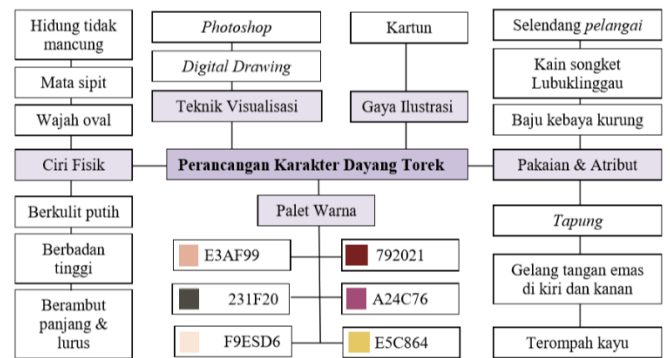 Hidung tidak
mancung
Mata sipit
Wajah oval
Ciri Fisik
Berkulit putih
Berbadan
tinggi
Berambut
panjang &
lurus
Photoshop
Digital Drawing
Teknik Visualisasi
Kartun
Gaya Ilustrasi
Perancangan Karakter Dayang Torek
Palet Warna
E3AF99
792021
231F20
A24C76
F9ESD6
E5C864
Selendang pelangai
Kain songket
Lubuklinggau
Baju kebaya kurung
Pakaian & Atribut
Tapung
Gelang tangan emas
di kiri dan kanan
Terompah kayu